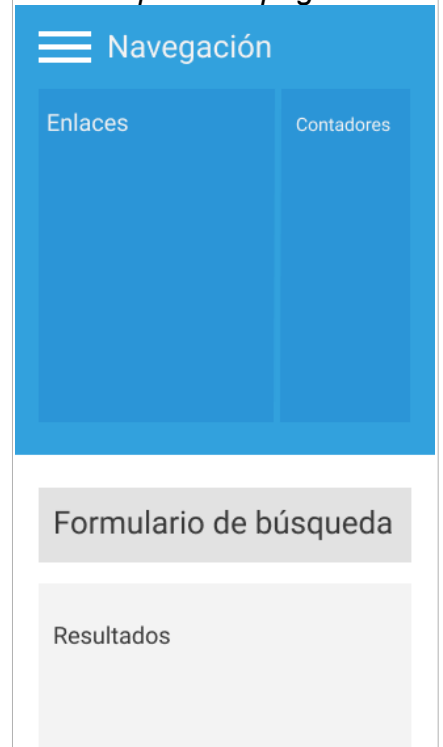 Navegación
Enlaces
Contadores
Formulario de búsqueda
Resultados